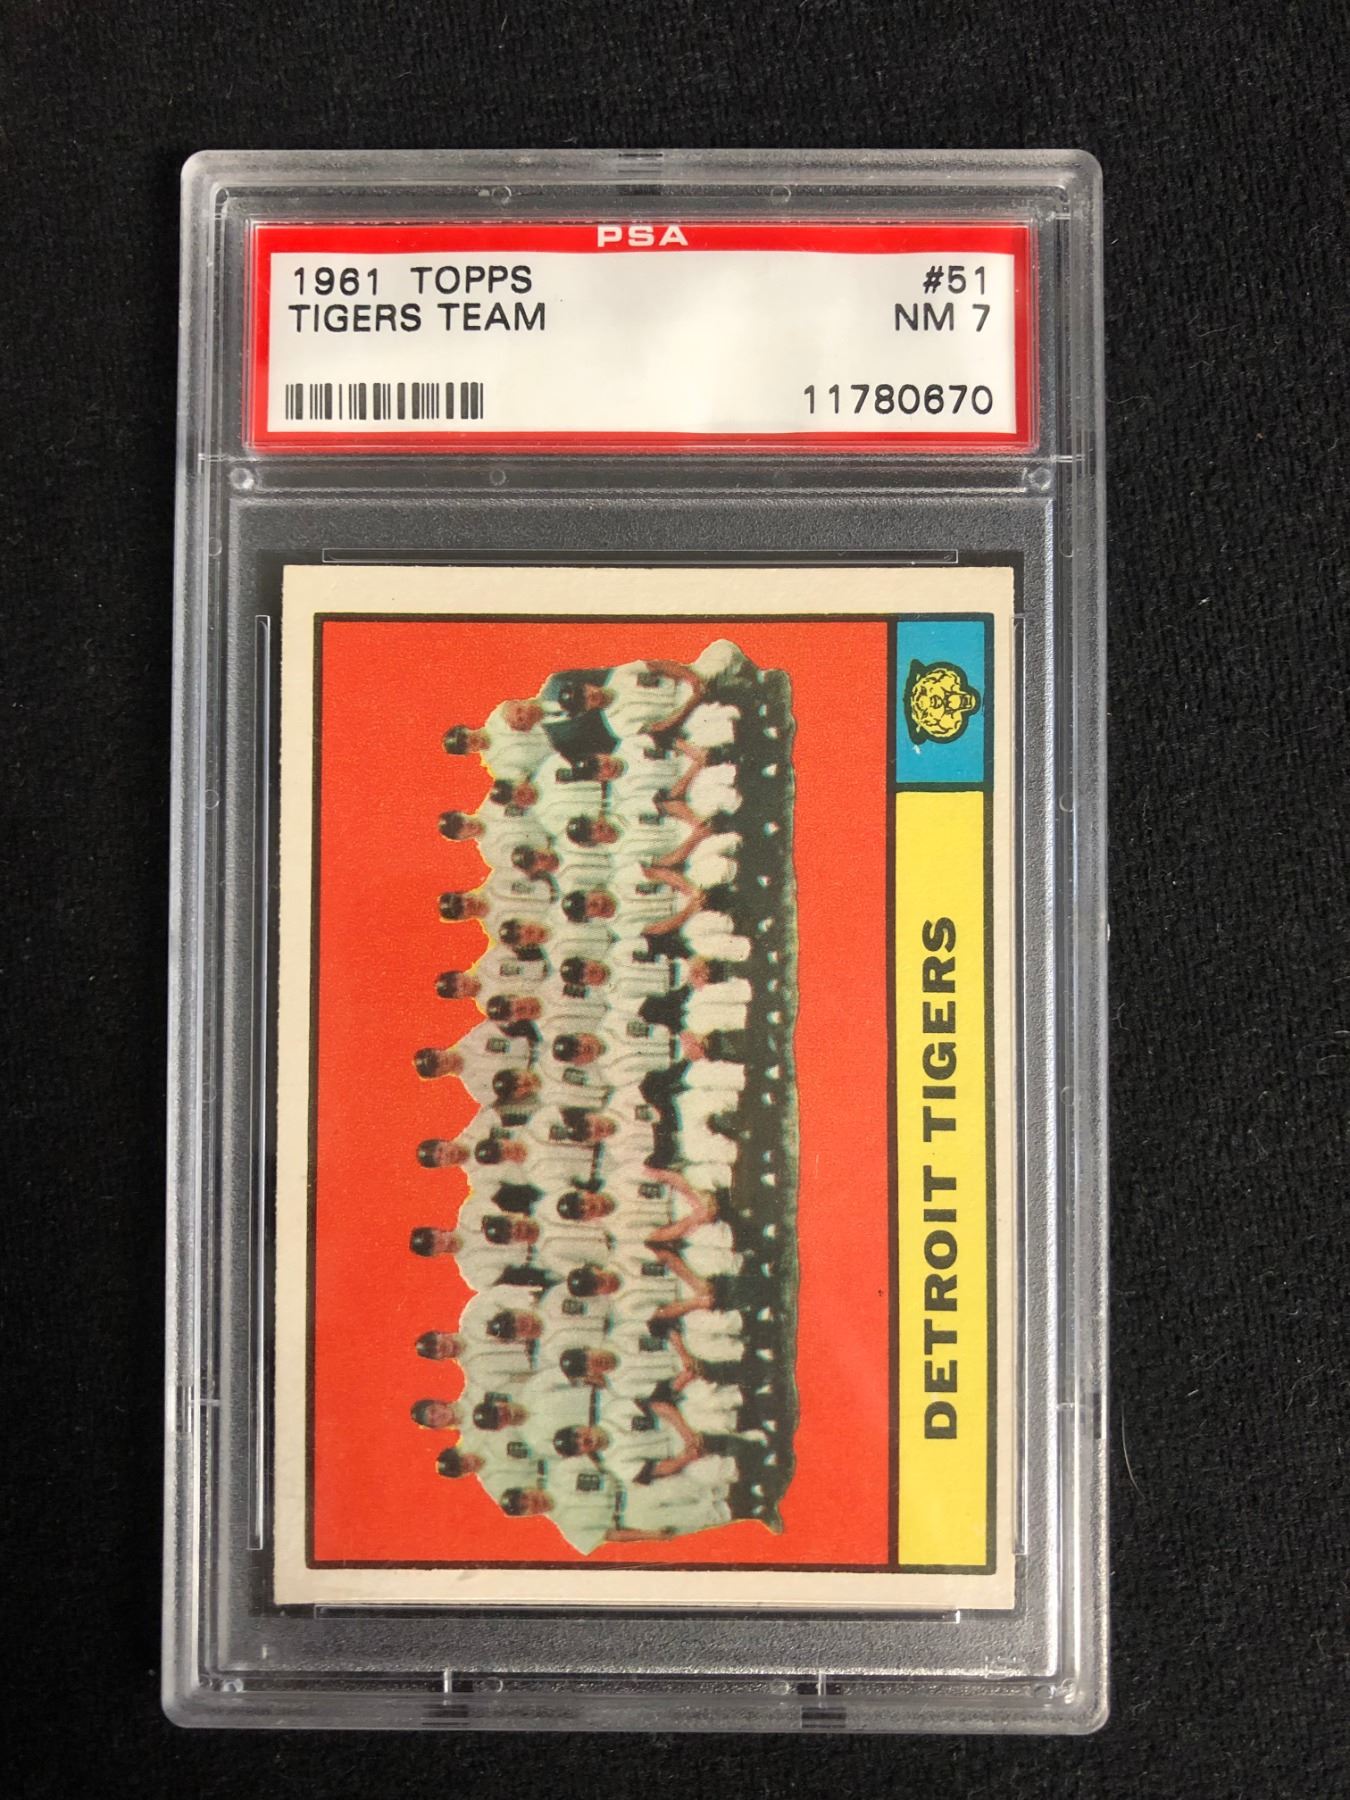 PSA
1961 TOPPS #51
TIGERS TEAM NM 7
11780670
DETROIT TIGERS